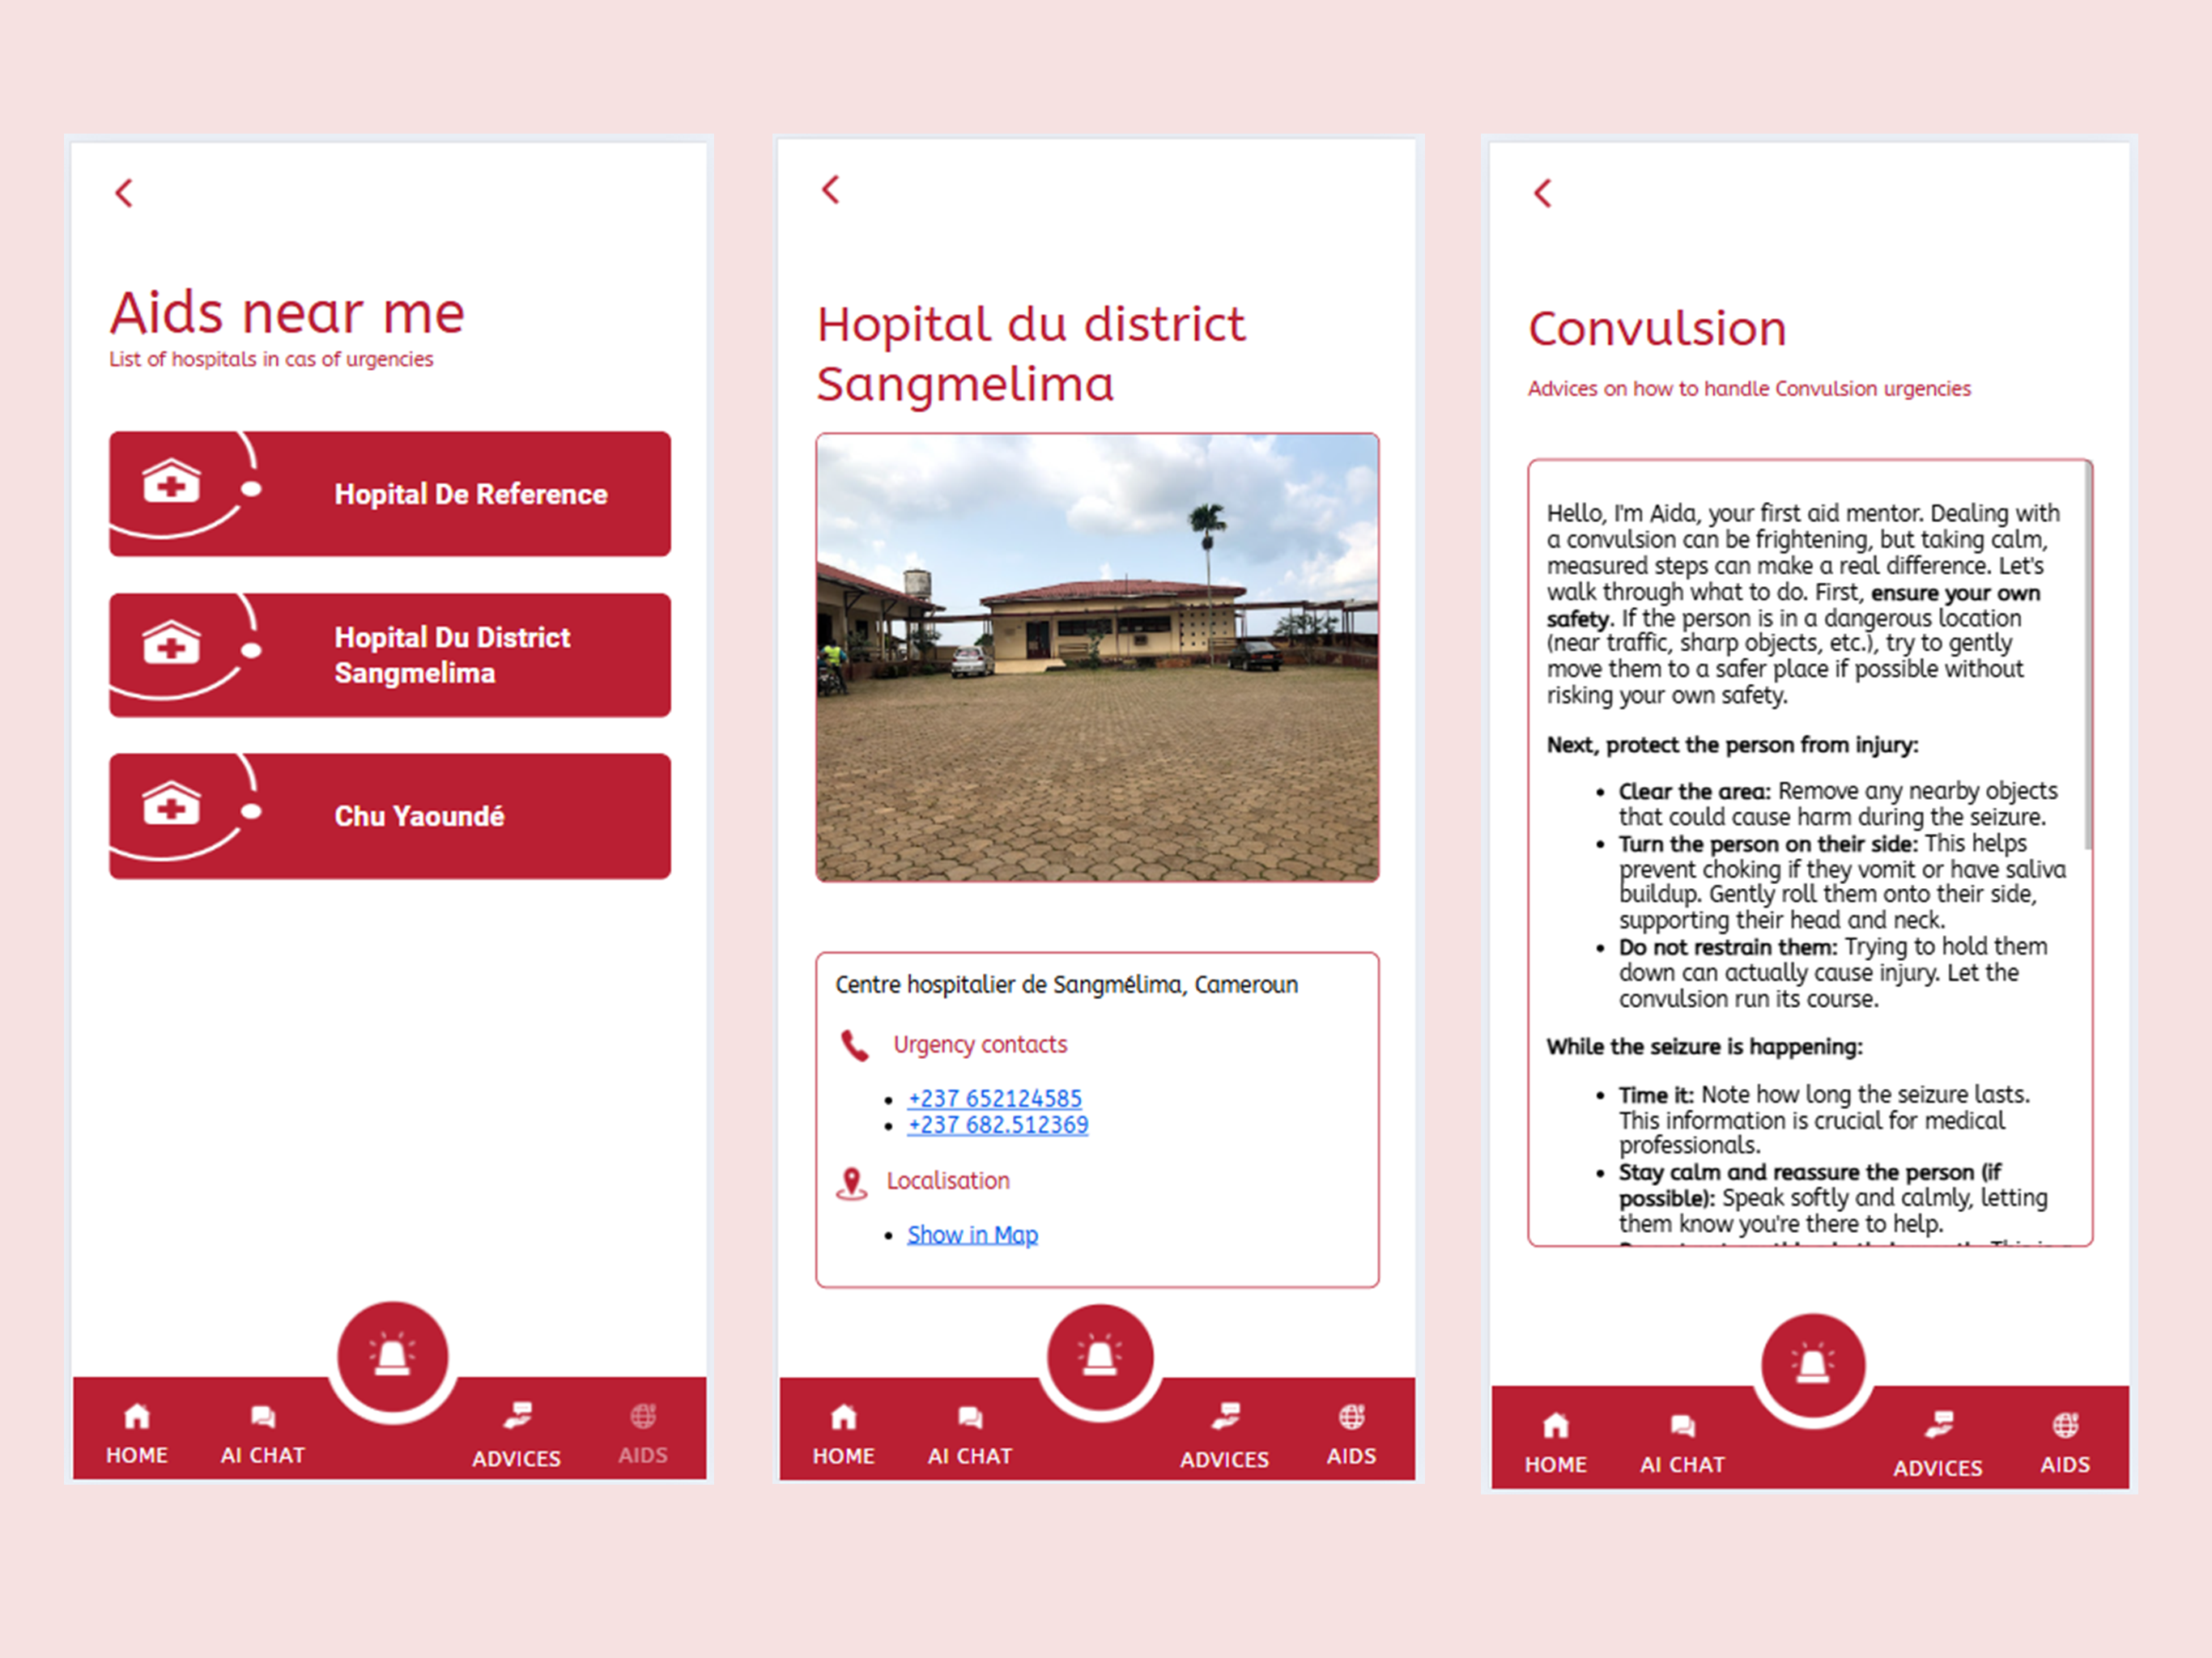 Aids near me
List of hospitals in cas of urgencies
Hopital De Reference
Hopital Du District
Sangmelima
Chu Yaoundé
HOME
AI CHAT
ADVICES
AIDS
Hopital du district
Sangmelima
Centre hospitalier de Sangmélima, Cameroun
Urgency contacts
• +237 652124585
• +237 682.512369
Localisation
• Show in Map
HOME
AI CHAT
ADVICES
AIDS
Convulsion
Advices on how to handle Convulsion urgencies
Hello, I'm Aida, your first aid mentor. Dealing with
a convulsion can be frightening, but taking calm,
measured steps can make a real difference. Let's
walk through what to do. First, ensure your own
safety. If the person is in a dangerous location
(near traffic, sharp objects, etc.), try to gently
move them to a safer place if possible without
risking your own safety.
Next, protect the person from injury:
• Clear the area: Remove any nearby objects
that could cause harm during the seizure.
• Turn the person on their side: This helps
prevent choking if they vomit or have saliva
buildup. Gently roll them onto their side,
supporting their head and neck.
• Do not restrain them: Trying to hold them
down can actually cause injury. Let the
convulsion run its course.
While the seizure is happening:
• Time it: Note how long the seizure lasts.
This information is crucial for medical
professionals.
• Stay calm and reassure the person (if
possible): Speak softly and calmly, letting
them know you're there to help.
HOME
AI CHAT
ADVICES
AIDS